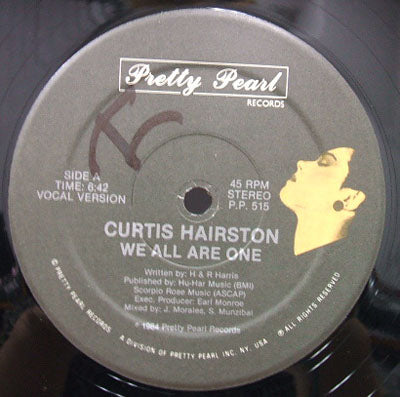 Pretty Pearl
RECORDS
SIDE A
TIME: 6:42
VOCAL VERSION
45 RPM
STEREO
P.P. 515
CURTIS HAIRSTON
WE ALL ARE ONE
Written by: H & R Harris
Published by: Hu-Har Music (BMI)
Scorpio Rose Music (ASCAP)
Exec. Producer: Earl Monroe
Mixed by: J. Morales, S. Munzibai
© 1984 Pretty Pearl Records
℗ PRETTY PEARL RECORDS
A DIVISION OF PRETTY PEARL INC. NY. USA
® ALL RIGHTS RESERVED